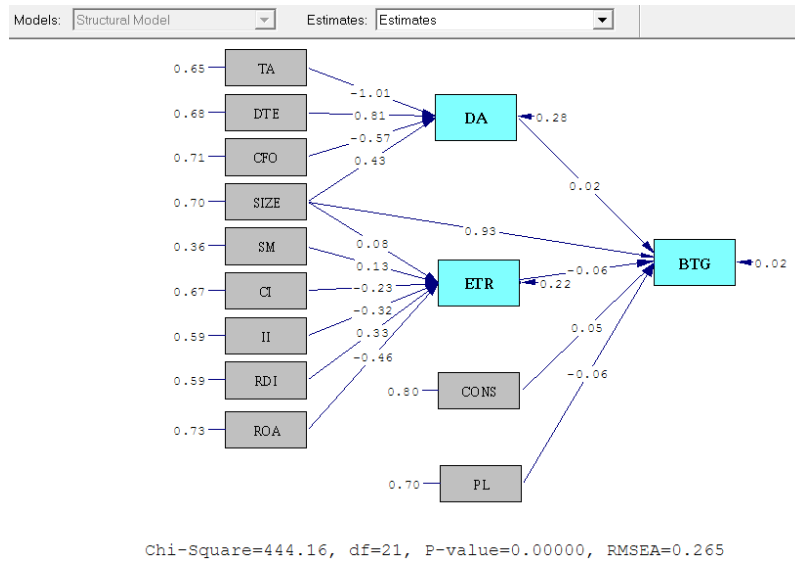 Models: Structural Model Estimates: Estimates
0.65 TA
-1.01
0.68 DTE 0.81 DA 0.28
-0.57
0.71 CFO
0.43
0.02
0.70 SIZE
0.93
0.36 SM 0.08
0.13 BTG 0.02
0.67 CI -0.23 ETR 0.22 -0.06
-0.32
0.59 II 0.33 0.05
-0.46
0.59 RDI -0.06
0.80 CONS
0.73 ROA
0.70 PL
Chi-Square=444.16, df=21, P-value=0.00000, RMSEA=0.265